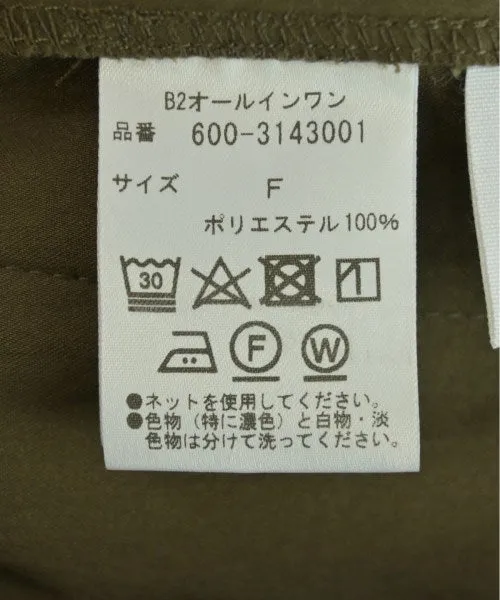 B2オールインワン
品番 600-3143001
サイズ F
ポリエステル100%
30
F W
●ネットを使用してください。
●色物（特に濃色）と白物・淡
色物は分けて洗ってください。